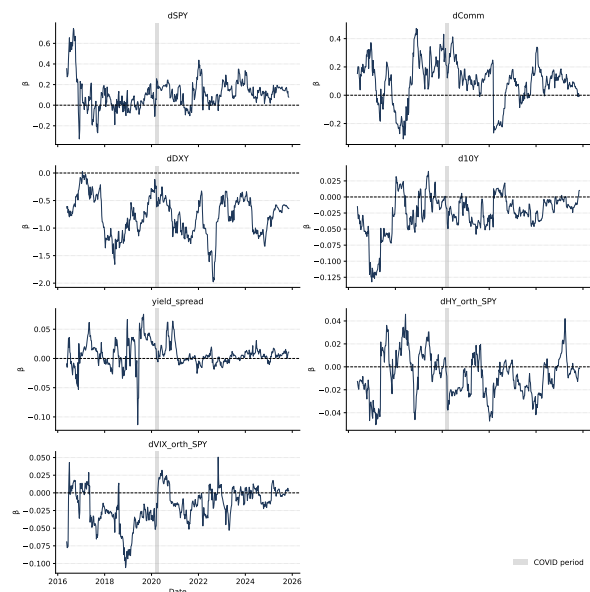 dSPY
dComm
β
0.6
0.4
0.2
0.0
−0.2
β
0.4
0.2
0.0
−0.2
dDXY
d10Y
β
0.0
−0.5
−1.0
−1.5
−2.0
β
0.025
0.000
−0.025
−0.050
−0.075
−0.100
−0.125
yield_spread
dHY_orth_SPY
β
0.05
0.00
−0.05
−0.10
β
0.04
0.02
0.00
−0.02
−0.04
dVIX_orth_SPY
β
0.050
0.025
0.000
−0.050
−0.075
−0.100
2016 2018 2020 2022 2024 2026
Date
COVID period